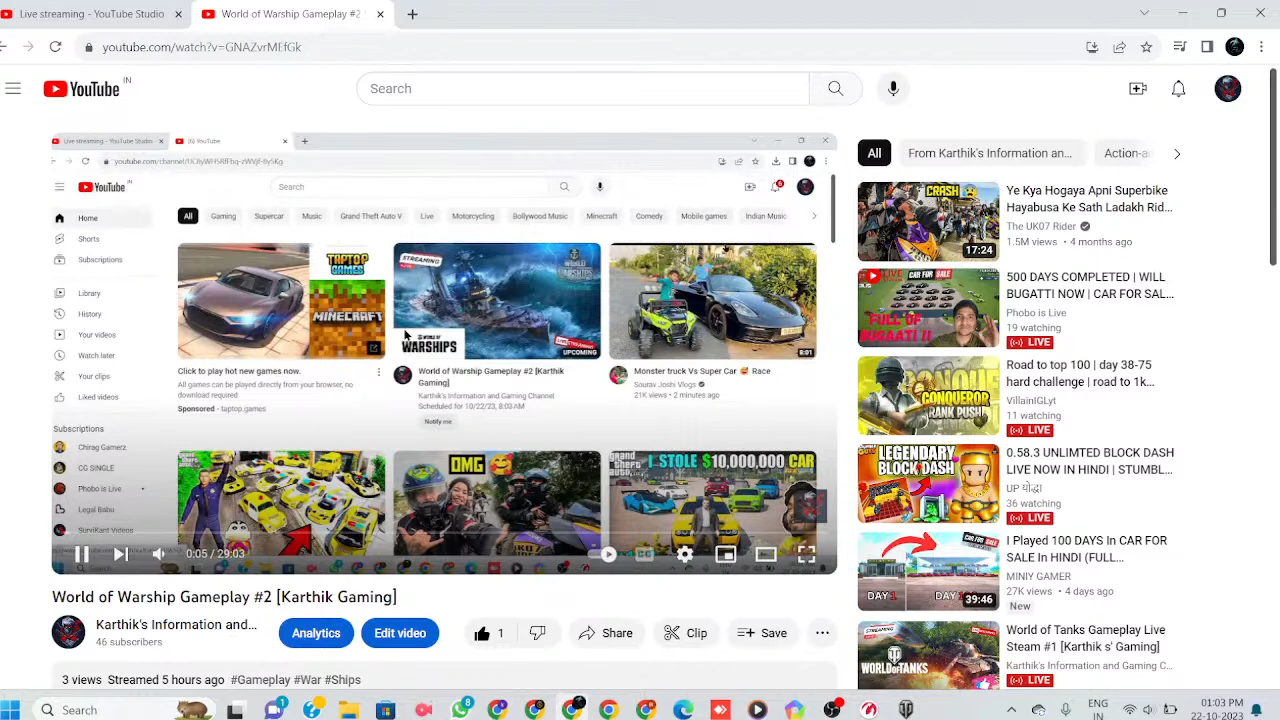 Live streaming - YouTube Studio
World of Warship Gameplay #2
youtube.com/watch?v=GNAZvrMEfGk
YouTube IN
Search
Live streaming - YouTube Studio
(6) YouTube
YouTube
Search
Home
Shorts
Subscriptions
Library
History
Your videos
Watch later
Your clips
Liked videos
Subscriptions
Chirag Gamerz
CG SINGLE
Phobo is Live
Legal Babu
SurviKant Videos
All
Gaming
Supercar
Music
Grand Theft Auto V
Live
Motorcycling
Bollywood Music
Minecraft
Comedy
Mobile games
Indian Music
TAPTOP
GAMES
MINECRAFT
Click to play hot new games now.
All games can be played directly from your browser, no
download required
Sponsored · taptop.games
STREAMING
WORLD OF
WARSHIPS
WORLD OF
WARSHIPS
UPCOMING
World of Warship Gameplay #2 [Karthik
Gaming]
Karthik's Information and Gaming Channel
Scheduled for 10/22/23, 8:03 AM
Notify me
8:01
Monster truck Vs Super Car 🥰 Race
Sourav Joshi Vlogs
21K views • 2 minutes ago
OMG
I STOLE $10,000,000 CAR
0:05 / 29:03
World of Warship Gameplay #2 [Karthik Gaming]
Karthik's Information and...
46 subscribers
Analytics
Edit video
1
Share
Clip
Save
3 views Streamed 5 hours ago #Gameplay #War #Ships
All
From Karthik's Information an...
CRASH
17:24
Ye Kya Hogaya Apni Superbike
Hayabusa Ke Sath Ladakh Rid...
The UK07 Rider
1.5M views • 4 months ago
LIVE
CAR FOR SALE
FULL OF
BUGAATI !!
500 DAYS COMPLETED | WILL
BUGATTI NOW | CAR FOR SAL...
Phobo is Live
19 watching
LIVE
CONQUEROR
RANK PUSH
Road to top 100 | day 38-75
hard challenge | road to 1k...
VillainIGLyt
11 watching
LIVE
LEGENDARY
BLOCK DASH
0.58.3 UNLIMTED BLOCK DASH
LIVE NOW IN HINDI | STUMBL...
UP योद्धा
36 watching
LIVE
DAY 1
39:46
I Played 100 DAYS In CAR FOR
SALE In HINDI (FULL...
MINIY GAMER
27K views • 4 days ago
New
STREAMING
WORLD OF TANKS
World of Tanks Gameplay Live
Steam #1 [Karthik s' Gaming]
Karthik's Information and Gaming C...
LIVE
Search
1
8
ENG
IN
01:03 PM
22-10-2023